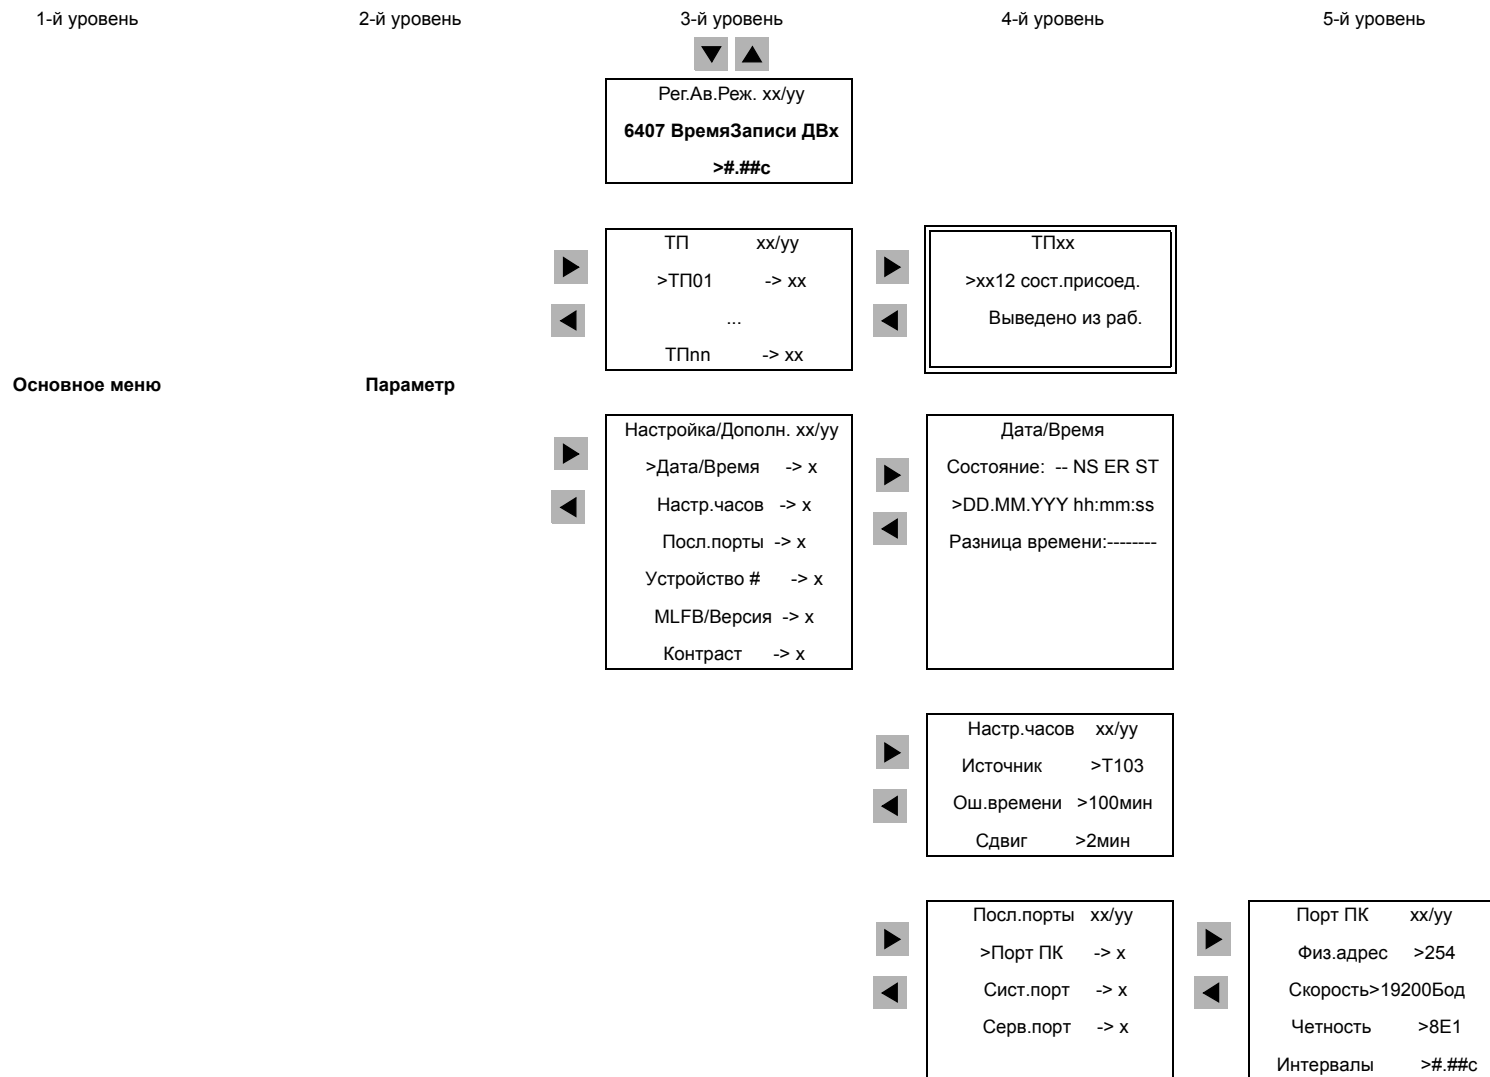 1-й уровень
2-й уровень
3-й уровень
4-й уровень
5-й уровень
Рег.Ав.Реж. xx/yy
6407 ВремяЗаписи ДВх
>#.##с
ТП xx/yy
>ТП01 -> xx
...
ТПnn -> xx
ТПxx
>xx12 сост.присоед.
Выведено из раб.
Основное меню
Параметр
Настройка/Дополн. xx/yy
>Дата/Время -> x
Настр.часов -> x
Посл.порты -> x
Устройство # -> x
MLFB/Версия -> x
Контраст -> x
Дата/Время
Состояние: -- NS ER ST
>DD.MM.YYY hh:mm:ss
Разница времени:--------
Настр.часов xx/yy
Источник >T103
Ош.времени >100мин
Сдвиг >2мин
Посл.порты xx/yy
>Порт ПК -> x
Сист.порт -> x
Серв.порт -> x
Порт ПК xx/yy
Физ.адрес >254
Скорость>19200Бод
Четность >8E1
Интервалы >#.##с